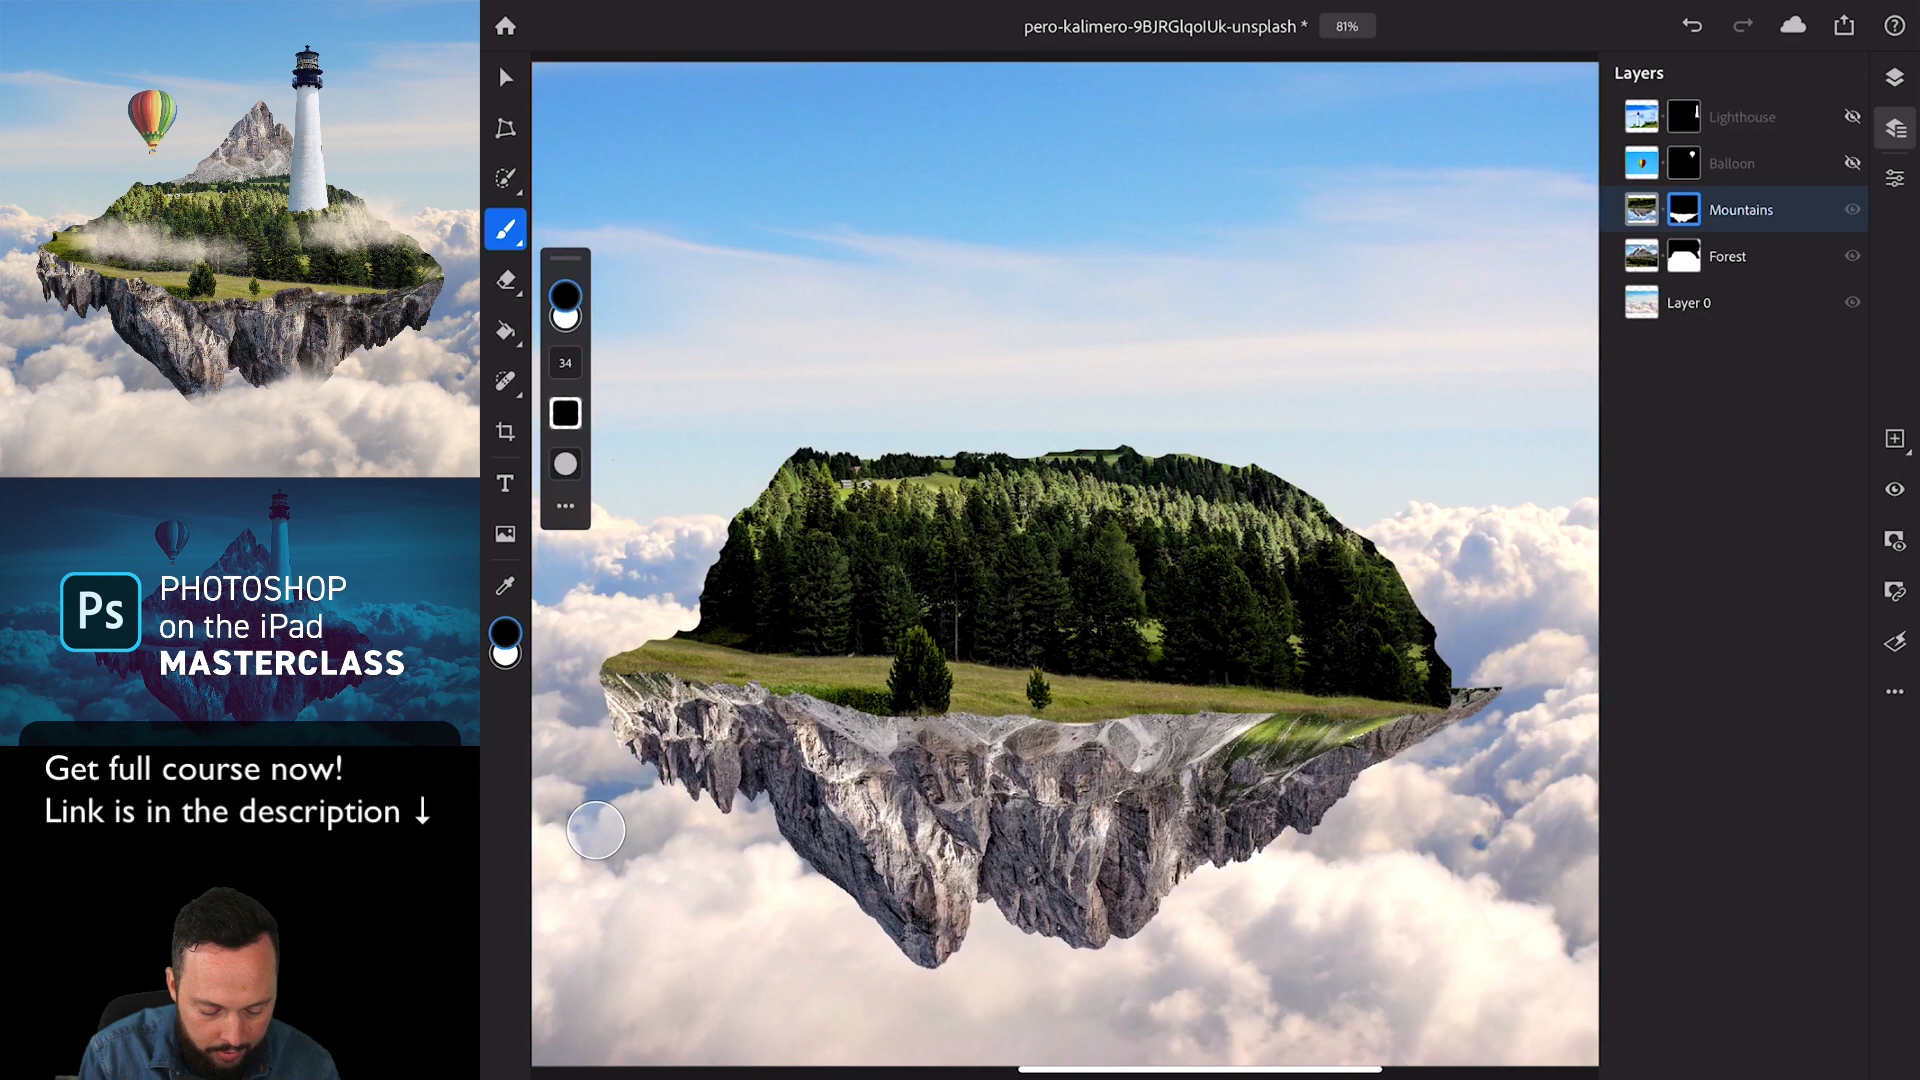 pero-kalimero-9BJRGlqoIUk-unsplash *
81%
Layers
Lighthouse
Balloon
Mountains
Forest
Layer 0
34
T
Ps
PHOTOSHOP
on the iPad
MASTERCLASS
Get full course now!
Link is in the description ↓